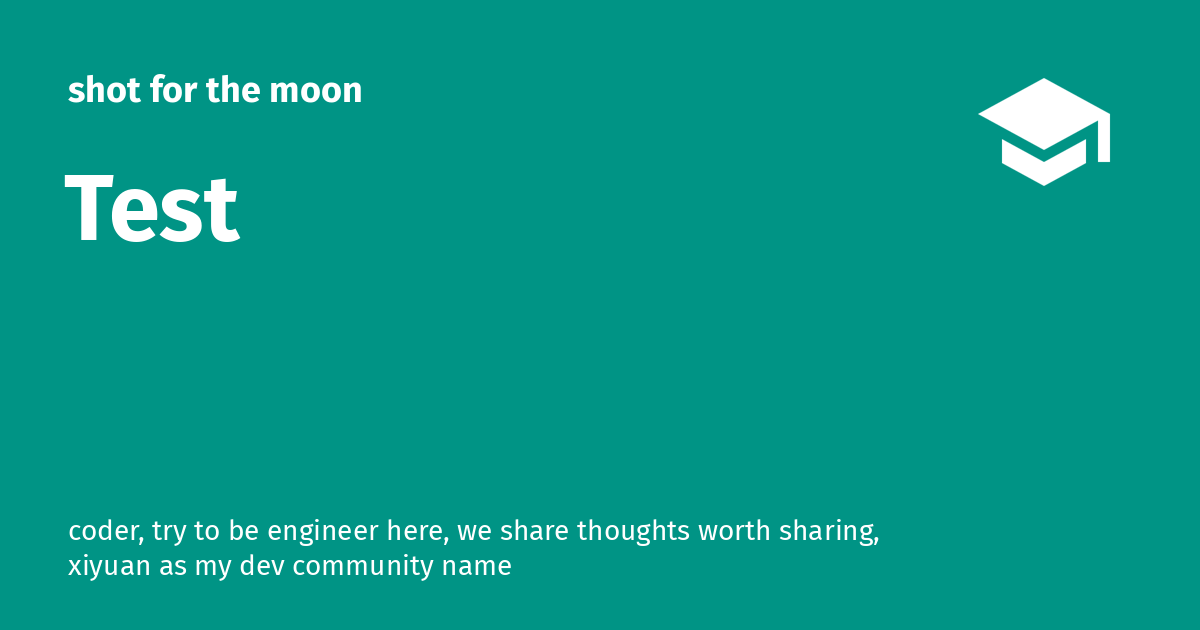 shot for the moon
Test
coder, try to be engineer here, we share thoughts worth sharing,
xiyuan as my dev community name